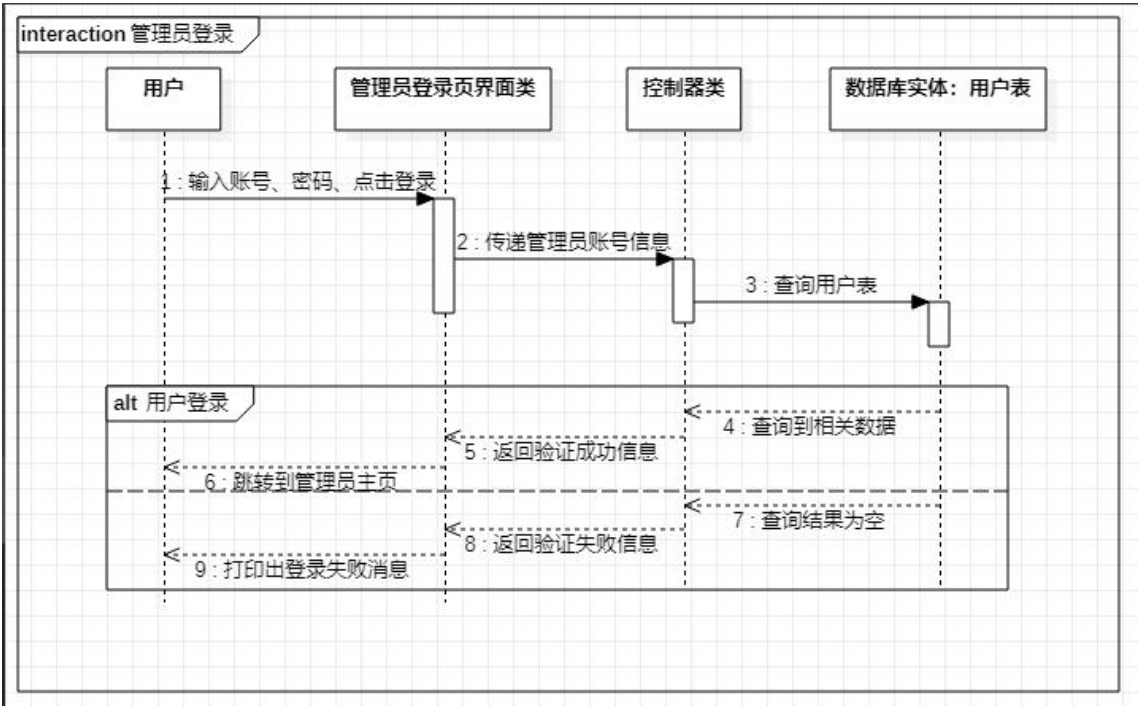 interaction 管理员登录
用户
管理员登录页界面类
控制器类
数据库实体：用户表
1 : 输入账号、密码、点击登录
2 : 传递管理员账号信息
3 : 查询用户表
alt 用户登录
4 : 查询到相关数据
5 : 返回验证成功信息
6 : 跳转到管理员主页
7 : 查询结果为空
8 : 返回验证失败信息
9 : 打印出登录失败消息